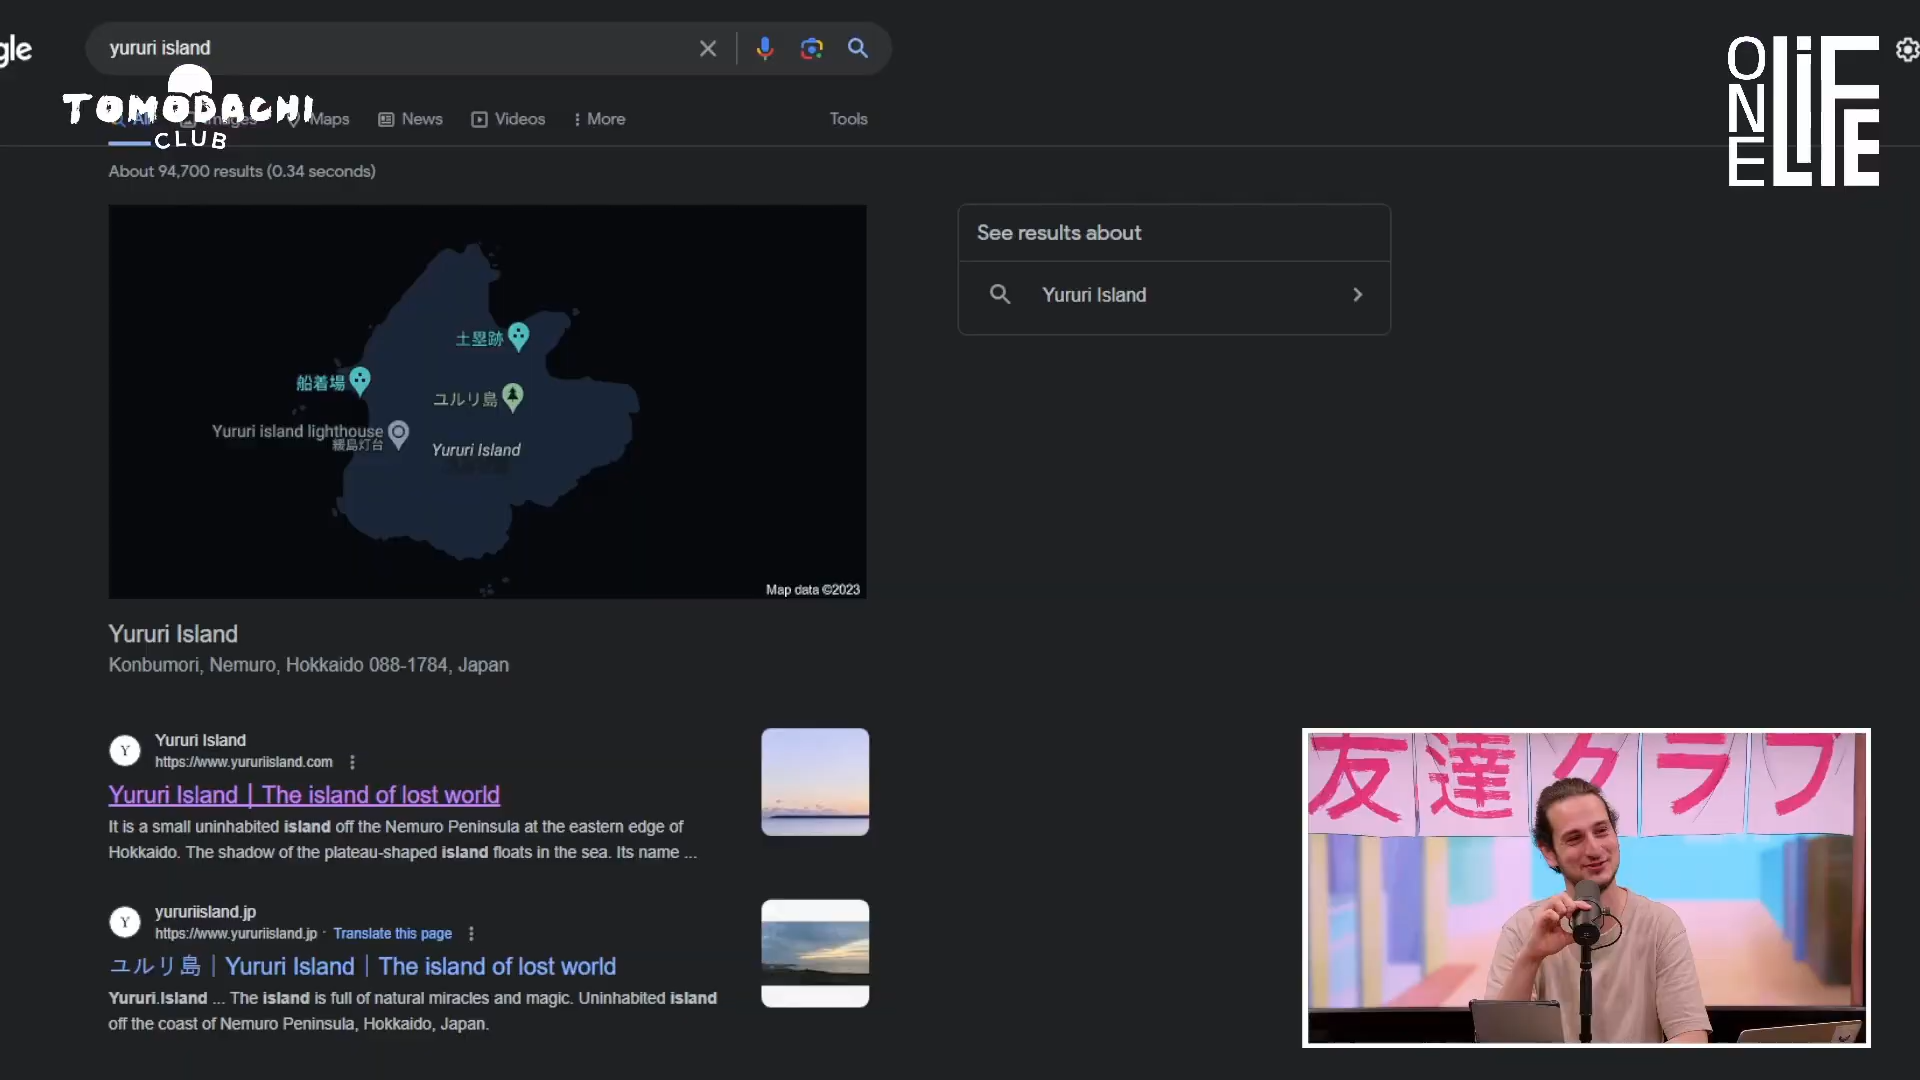 gle
yururi island
TOMODACHI
CLUB
All
Images
Maps
News
Videos
More
Tools
ONE LiFE
About 94,700 results (0.34 seconds)
土塁跡
船着場
ユルリ島
Yururi island lighthouse
緩島灯台
Yururi Island
Map data ©2023
See results about
Yururi Island
Yururi Island
Konbumori, Nemuro, Hokkaido 088-1784, Japan
Y
Yururi Island
https://www.yururiisland.com
Yururi Island | The island of lost world
It is a small uninhabited island off the Nemuro Peninsula at the eastern edge of
Hokkaido. The shadow of the plateau-shaped island floats in the sea. Its name ...
Y
yururiisland.jp
https://www.yururiisland.jp · Translate this page
ユルリ島 | Yururi Island | The island of lost world
Yururi.Island ... The island is full of natural miracles and magic. Uninhabited island
off the coast of Nemuro Peninsula, Hokkaido, Japan.
友達クラブ